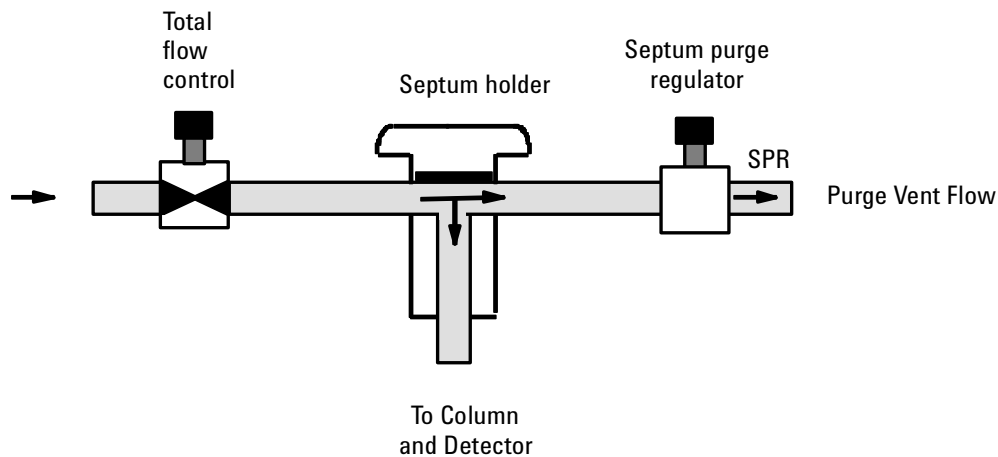 Total
flow
control
Septum holder
Septum purge
regulator
SPR
Purge Vent Flow
To Column
and Detector